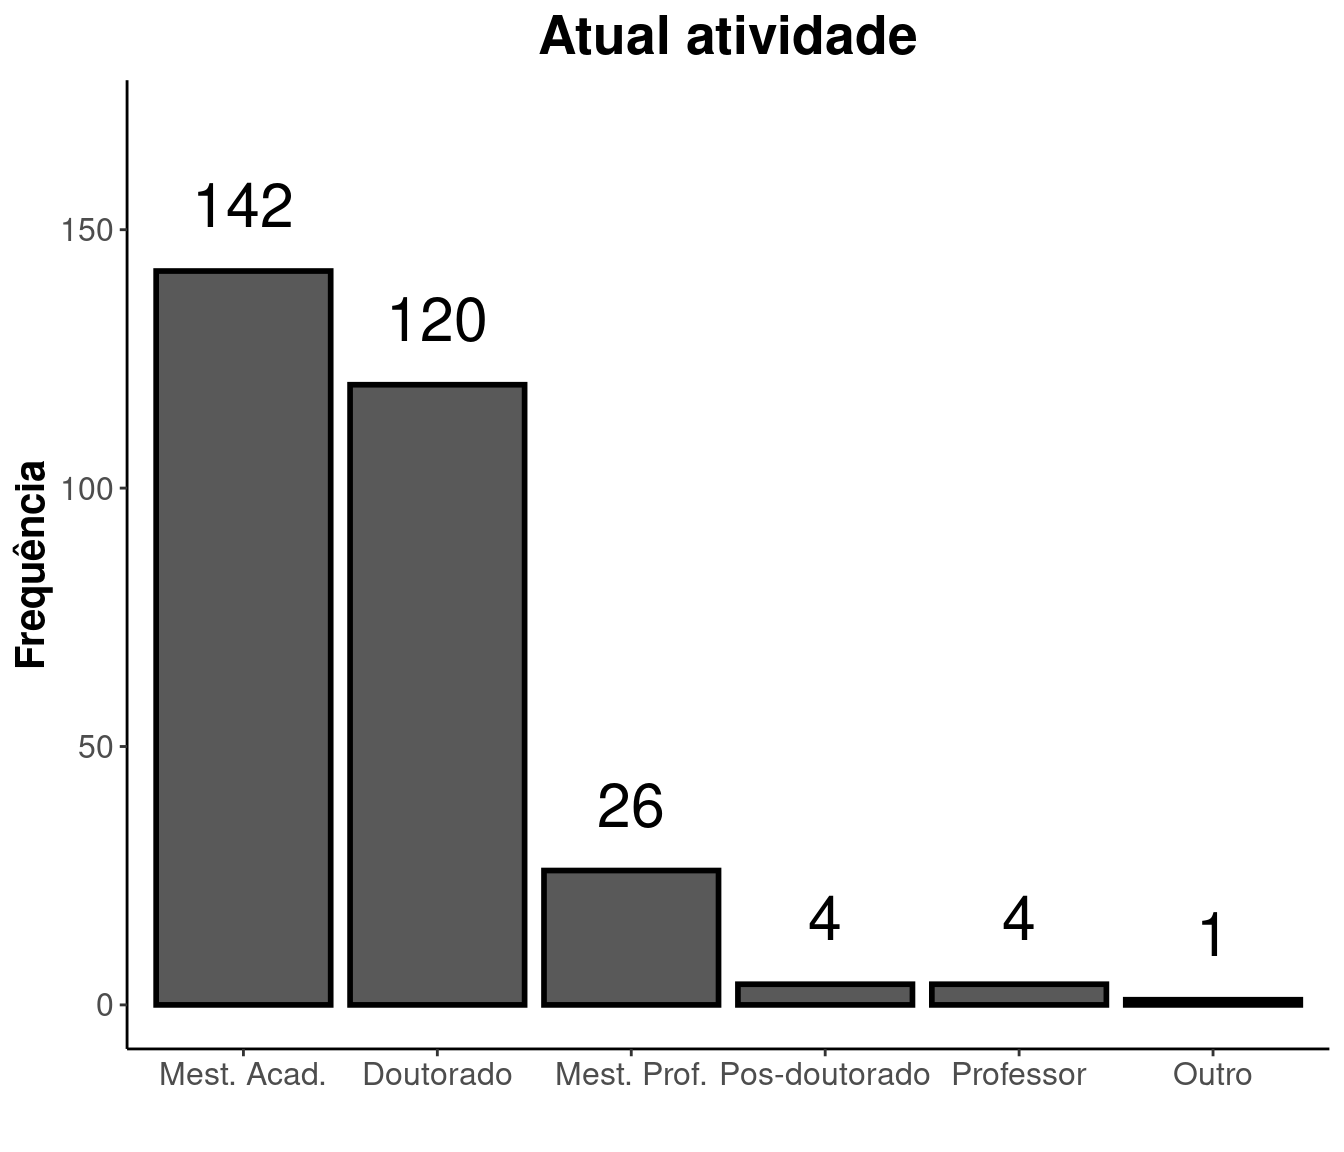 Atual atividade
Frequência
150
100
50
0
142
120
26
4
4
1
Mest. Acad.
Doutorado
Mest. Prof.
Pos-doutorado
Professor
Outro